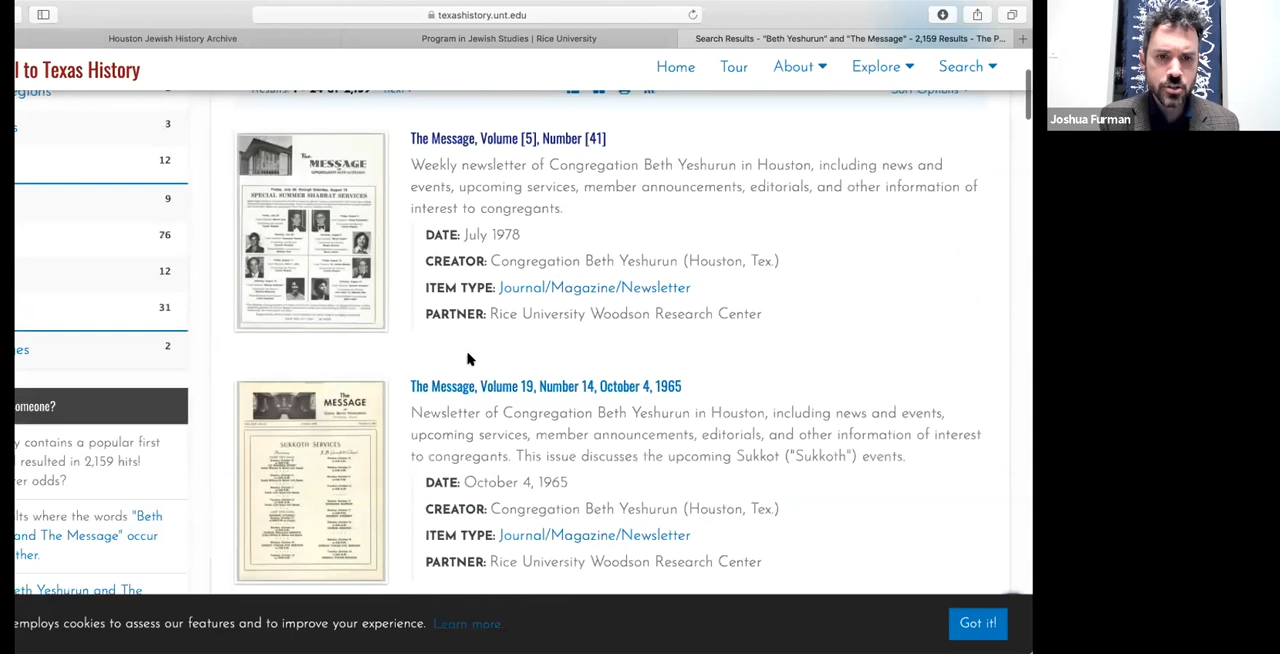 texashistory.unt.edu
Houston Jewish History Archive
Program in Jewish Studies | Rice University
Search Results - "Beth Yeshurun" and "The Message" - 2,159 Results - The P...
l to Texas History
Home
Tour
About
Explore
Search
egions
3
12
9
76
12
31
2
omeone?
y contains a popular first
resulted in 2,159 hits!
er odds?
lts where the words "Beth
and The Message" occur
ther.
eth Yeshurun and The
The Message, Volume [5], Number [41]
Weekly newsletter of Congregation Beth Yeshurun in Houston, including news and
events, upcoming services, member announcements, editorials, and other information of
interest to congregants.
DATE: July 1978
CREATOR: Congregation Beth Yeshurun (Houston, Tex.)
ITEM TYPE: Journal/Magazine/Newsletter
PARTNER: Rice University Woodson Research Center
The MESSAGE
SPECIAL SUMMER SHABBAT SERVICES
The Message, Volume 19, Number 14, October 4, 1965
Newsletter of Congregation Beth Yeshurun in Houston, including news and events,
upcoming services, member announcements, editorials, and other information of interest
to congregants. This issue discusses the upcoming Sukkot ("Sukkoth") events.
DATE: October 4, 1965
CREATOR: Congregation Beth Yeshurun (Houston, Tex.)
ITEM TYPE: Journal/Magazine/Newsletter
PARTNER: Rice University Woodson Research Center
The MESSAGE
SUKKOTH SERVICES
employs cookies to assess our features and to improve your experience. Learn more.
Got it!
Joshua Furman